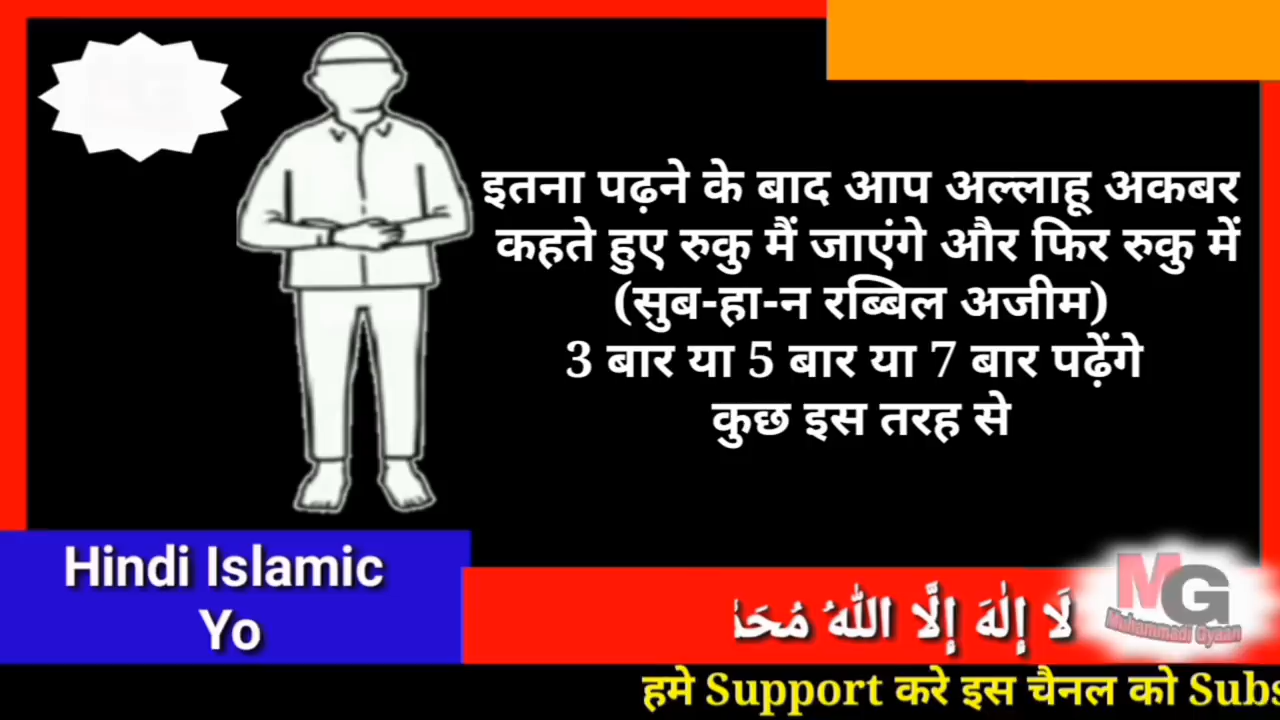 इतना पढ़ने के बाद आप अल्लाहू अकबर
कहते हुए रुकु मैं जाएंगे और फिर रुकु में
(सुब-हा-न रब्बिल अजीम)
3 बार या 5 बार या 7 बार पढ़ेंगे
कुछ इस तरह से
Hindi Islamic
Yo
لَا إِلٰهَ إِلَّا اللّٰهُ
MG
Muhammadi Gyaan
हमे Support करे इस चैनल को